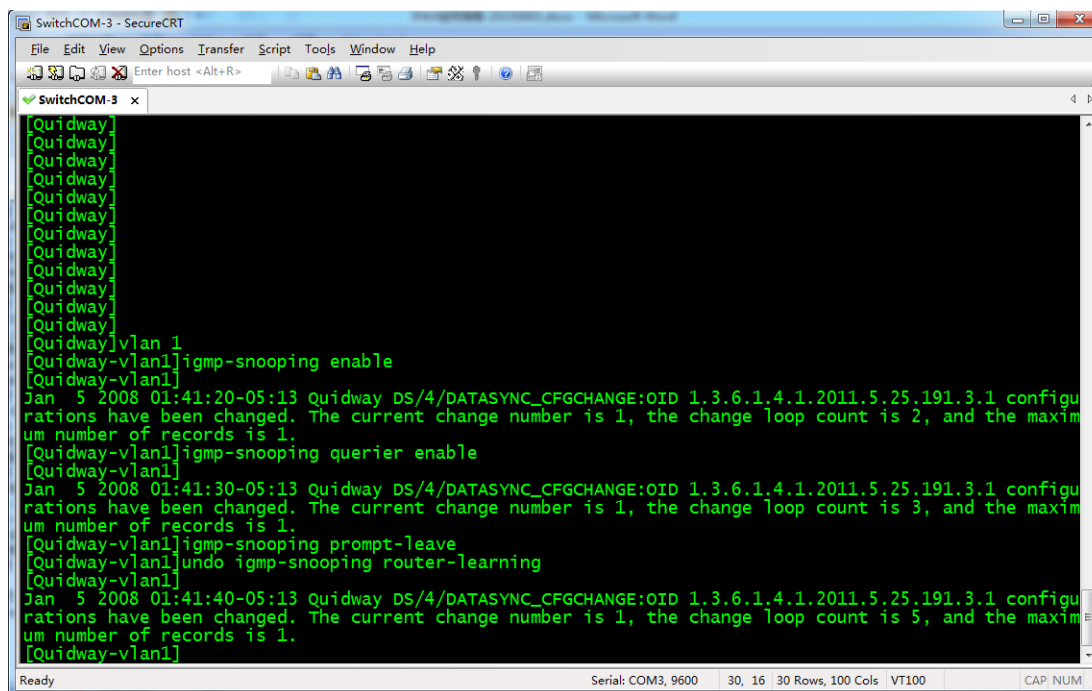 SwitchCOM-3 - SecureCRT
File Edit View Options Transfer Script Tools Window Help
Enter host <Alt+R>
SwitchCOM-3 x
[Quidway]
[Quidway]
[Quidway]
[Quidway]
[Quidway]
[Quidway]
[Quidway]
[Quidway]
[Quidway]
[Quidway]
[Quidway]
[Quidway]
[Quidway]vlan 1
[Quidway-vlan1]igmp-snooping enable
[Quidway-vlan1]
Jan  5 2008 01:41:20-05:13 Quidway DS/4/DATASYNC_CFGCHANGE:OID 1.3.6.1.4.1.2011.5.25.191.3.1 configu
rations have been changed. The current change number is 1, the change loop count is 2, and the maxim
um number of records is 1.
[Quidway-vlan1]igmp-snooping querier enable
[Quidway-vlan1]
Jan  5 2008 01:41:30-05:13 Quidway DS/4/DATASYNC_CFGCHANGE:OID 1.3.6.1.4.1.2011.5.25.191.3.1 configu
rations have been changed. The current change number is 1, the change loop count is 3, and the maxim
um number of records is 1.
[Quidway-vlan1]igmp-snooping prompt-leave
[Quidway-vlan1]undo igmp-snooping router-learning
[Quidway-vlan1]
Jan  5 2008 01:41:40-05:13 Quidway DS/4/DATASYNC_CFGCHANGE:OID 1.3.6.1.4.1.2011.5.25.191.3.1 configu
rations have been changed. The current change number is 1, the change loop count is 5, and the maxim
um number of records is 1.
[Quidway-vlan1]
Ready Serial: COM3, 9600 30, 16 30 Rows, 100 Cols VT100 CAP NUM